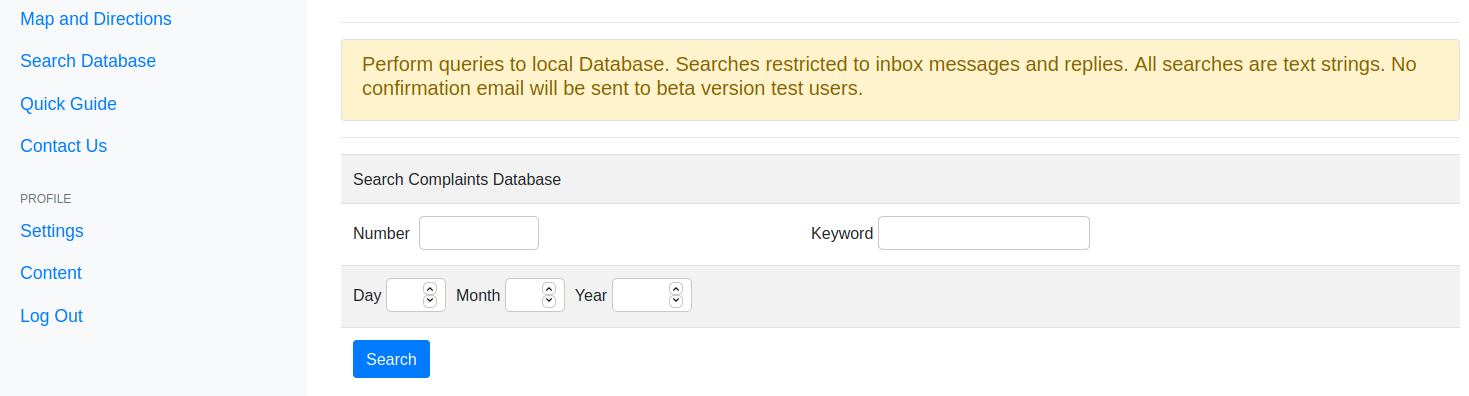 Map and Directions
Search Database
Quick Guide
Contact Us
PROFILE
Settings
Content
Log Out
Perform queries to local Database. Searches restricted to inbox messages and replies. All searches are text strings. No
confirmation email will be sent to beta version test users.
Search Complaints Database
Number Keyword
Day Month Year
Search